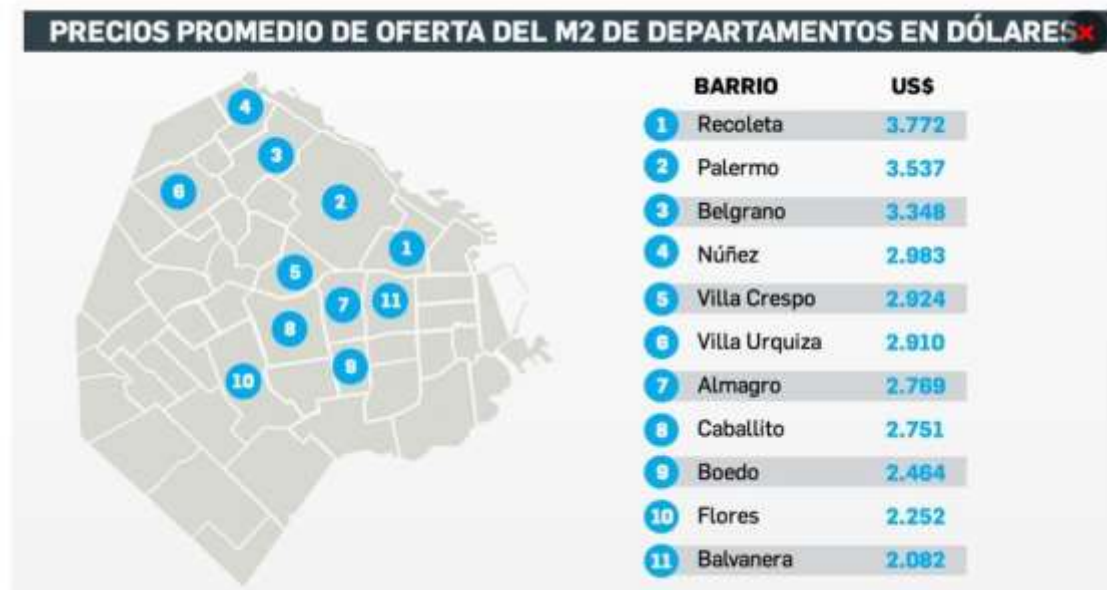 PRECIOS PROMEDIO DE OFERTA DEL M2 DE DEPARTAMENTOS EN DÓLARES
BARRIO US$
1 Recoleta 3.772
2 Palermo 3.537
3 Belgrano 3.348
4 Núñez 2.983
5 Villa Crespo 2.924
6 Villa Urquiza 2.910
7 Almagro 2.769
8 Caballito 2.751
9 Boedo 2.464
10 Flores 2.252
11 Balvanera 2.082
4
3
6
2
1
5
7 11
8
9
10